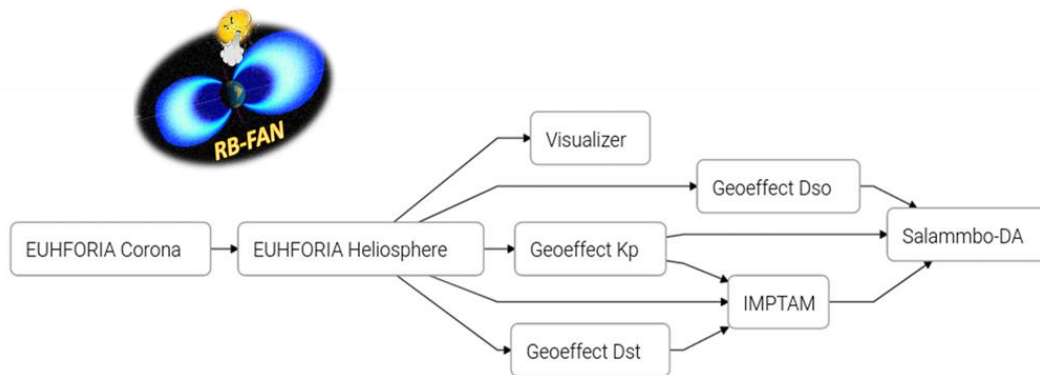 RB-FAN
Visualizer
Geoeffect Dso
EUHFORIA Corona
EUHFORIA Heliosphere
Geoeffect Kp
Salammbo-DA
IMPTAM
Geoeffect Dst